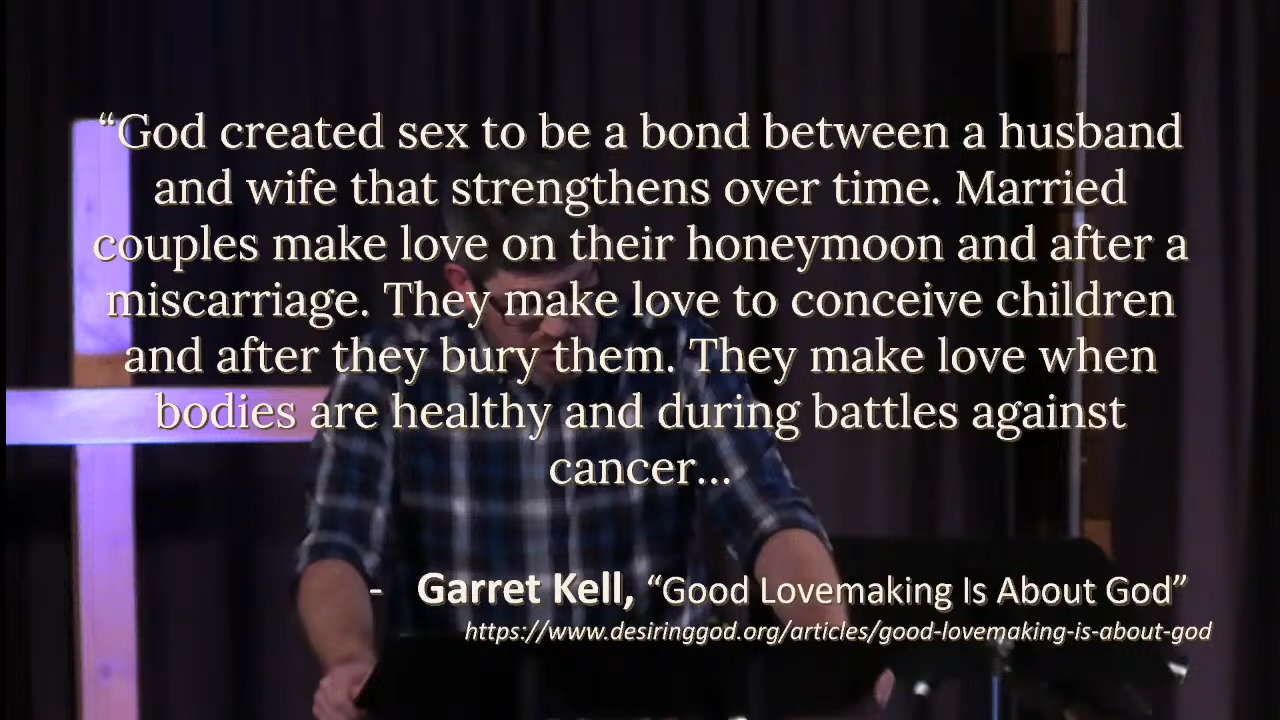 “God created sex to be a bond between a husband
and wife that strengthens over time. Married
couples make love on their honeymoon and after a
miscarriage. They make love to conceive children
and after they bury them. They make love when
bodies are healthy and during battles against
cancer...
- Garret Kell, “Good Lovemaking Is About God”
https://www.desiringgod.org/articles/good-lovemaking-is-about-god